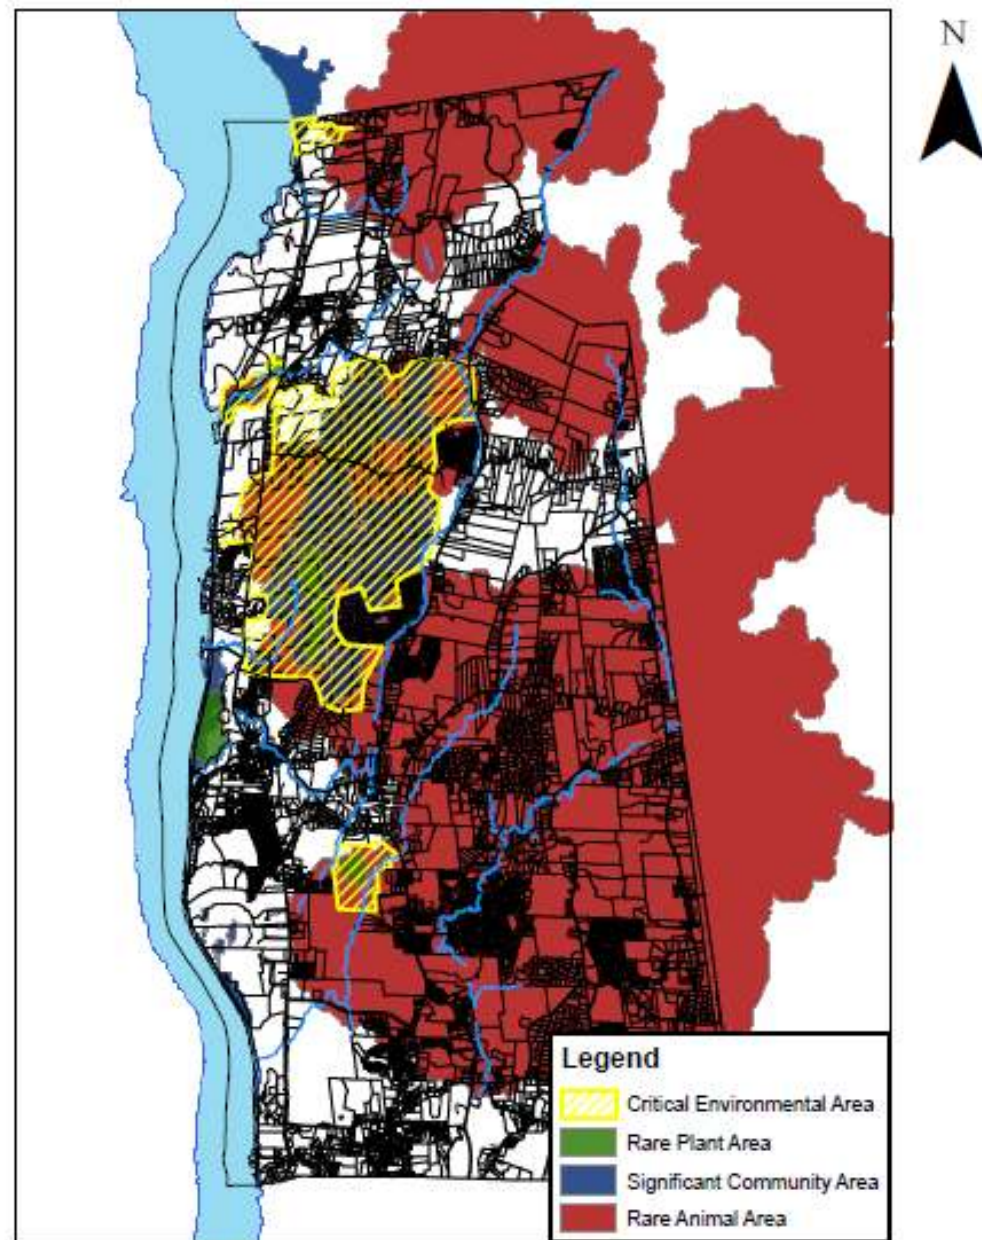 N
Legend
Critical Environmental Area
Rare Plant Area
Significant Community Area
Rare Animal Area